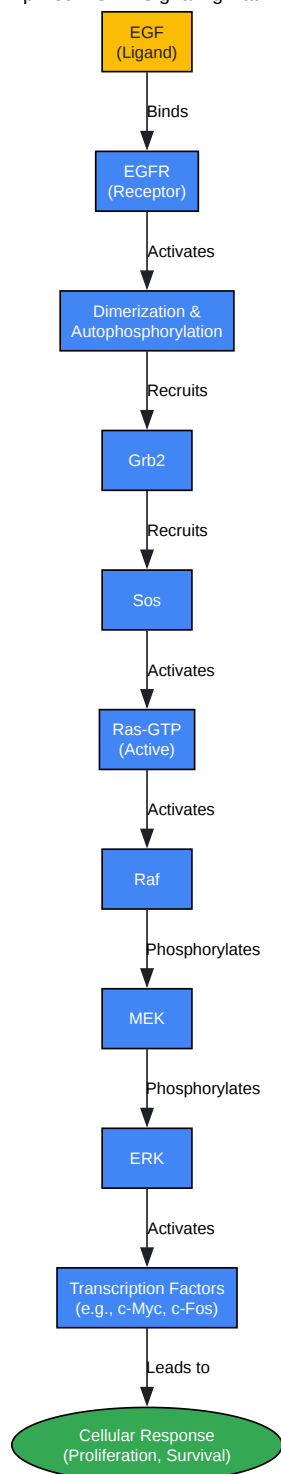 EGF
(Ligand)
Binds
EGFR
(Receptor)
Activates
Dimerization &
Autophosphorylation
Recruits
Grb2
Recruits
Sos
Activates
Ras-GTP
(Active)
Activates
Raf
Phosphorylates
MEK
Phosphorylates
ERK
Activates
Transcription Factors
(e.g., c-Myc, c-Fos)
Leads to
Cellular Response
(Proliferation, Survival)